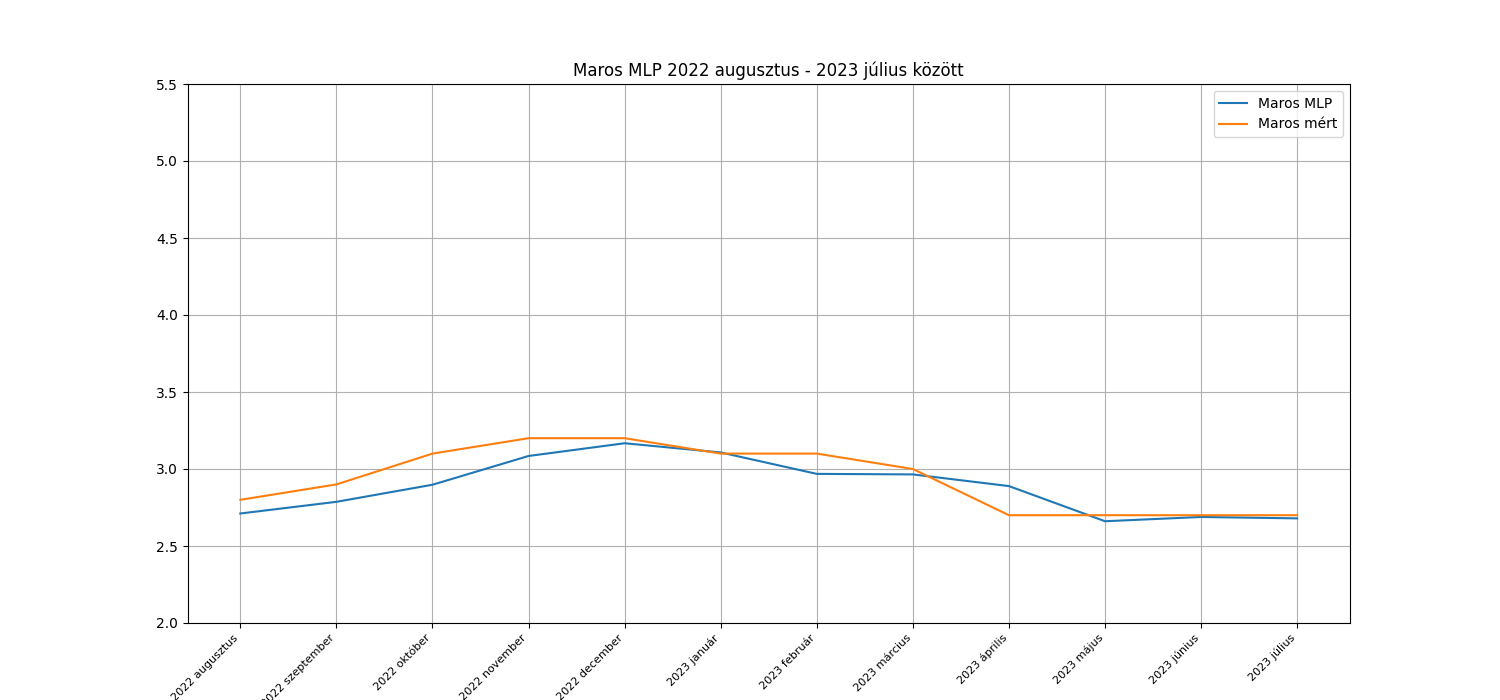 Maros MLP 2022 augusztus - 2023 július között
Maros MLP
Maros mért
5.5
5.0
4.5
4.0
3.5
3.0
2.5
2.0
2022 augusztus
2022 szeptember
2022 október
2022 november
2022 december
2023 január
2023 február
2023 március
2023 április
2023 május
2023 június
2023 július